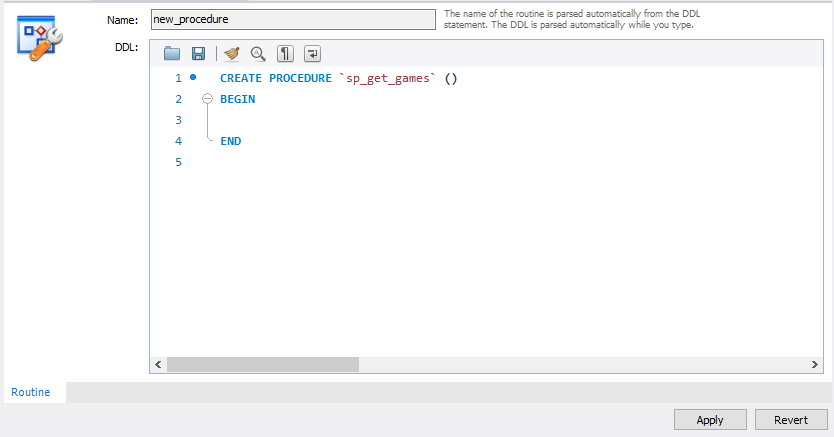 Name:
new_procedure
The name of the routine is parsed automatically from the DDL
statement. The DDL is parsed automatically while you type.
DDL:
1 CREATE PROCEDURE `sp_get_games` ()
2 BEGIN
3
4 END
5
Routine
Apply
Revert